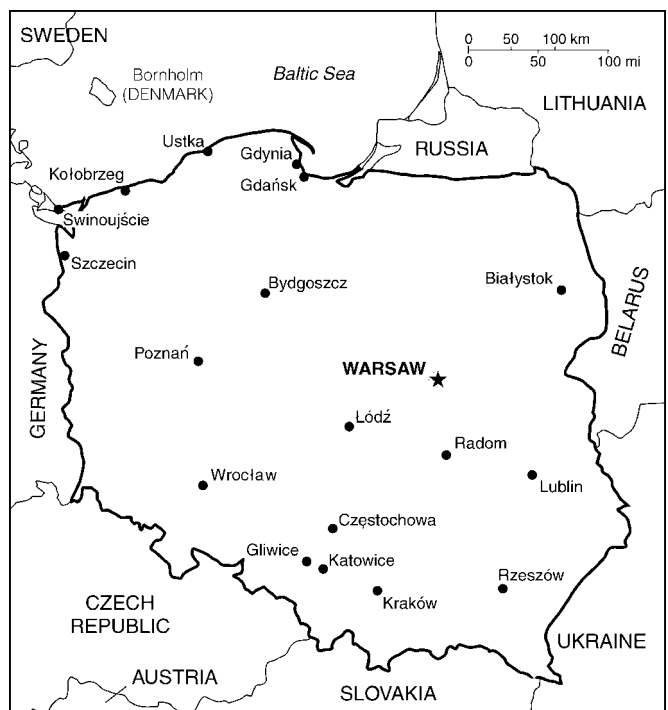 SWEDEN
Bornholm
(DENMARK)
Baltic Sea
0 50 100 km
0 50 100 mi
LITHUANIA
RUSSIA
Ustka
Gdynia
Gdańsk
Kołobrzeg
Swinoujście
Szczecin
Bydgoszcz
Białystok
BELARUS
GERMANY
Poznań
WARSAW
Łódź
Radom
Wrocław
Lublin
Częstochowa
Gliwice
Katowice
Rzeszów
Kraków
CZECH
REPUBLIC
UKRAINE
AUSTRIA
SLOVAKIA